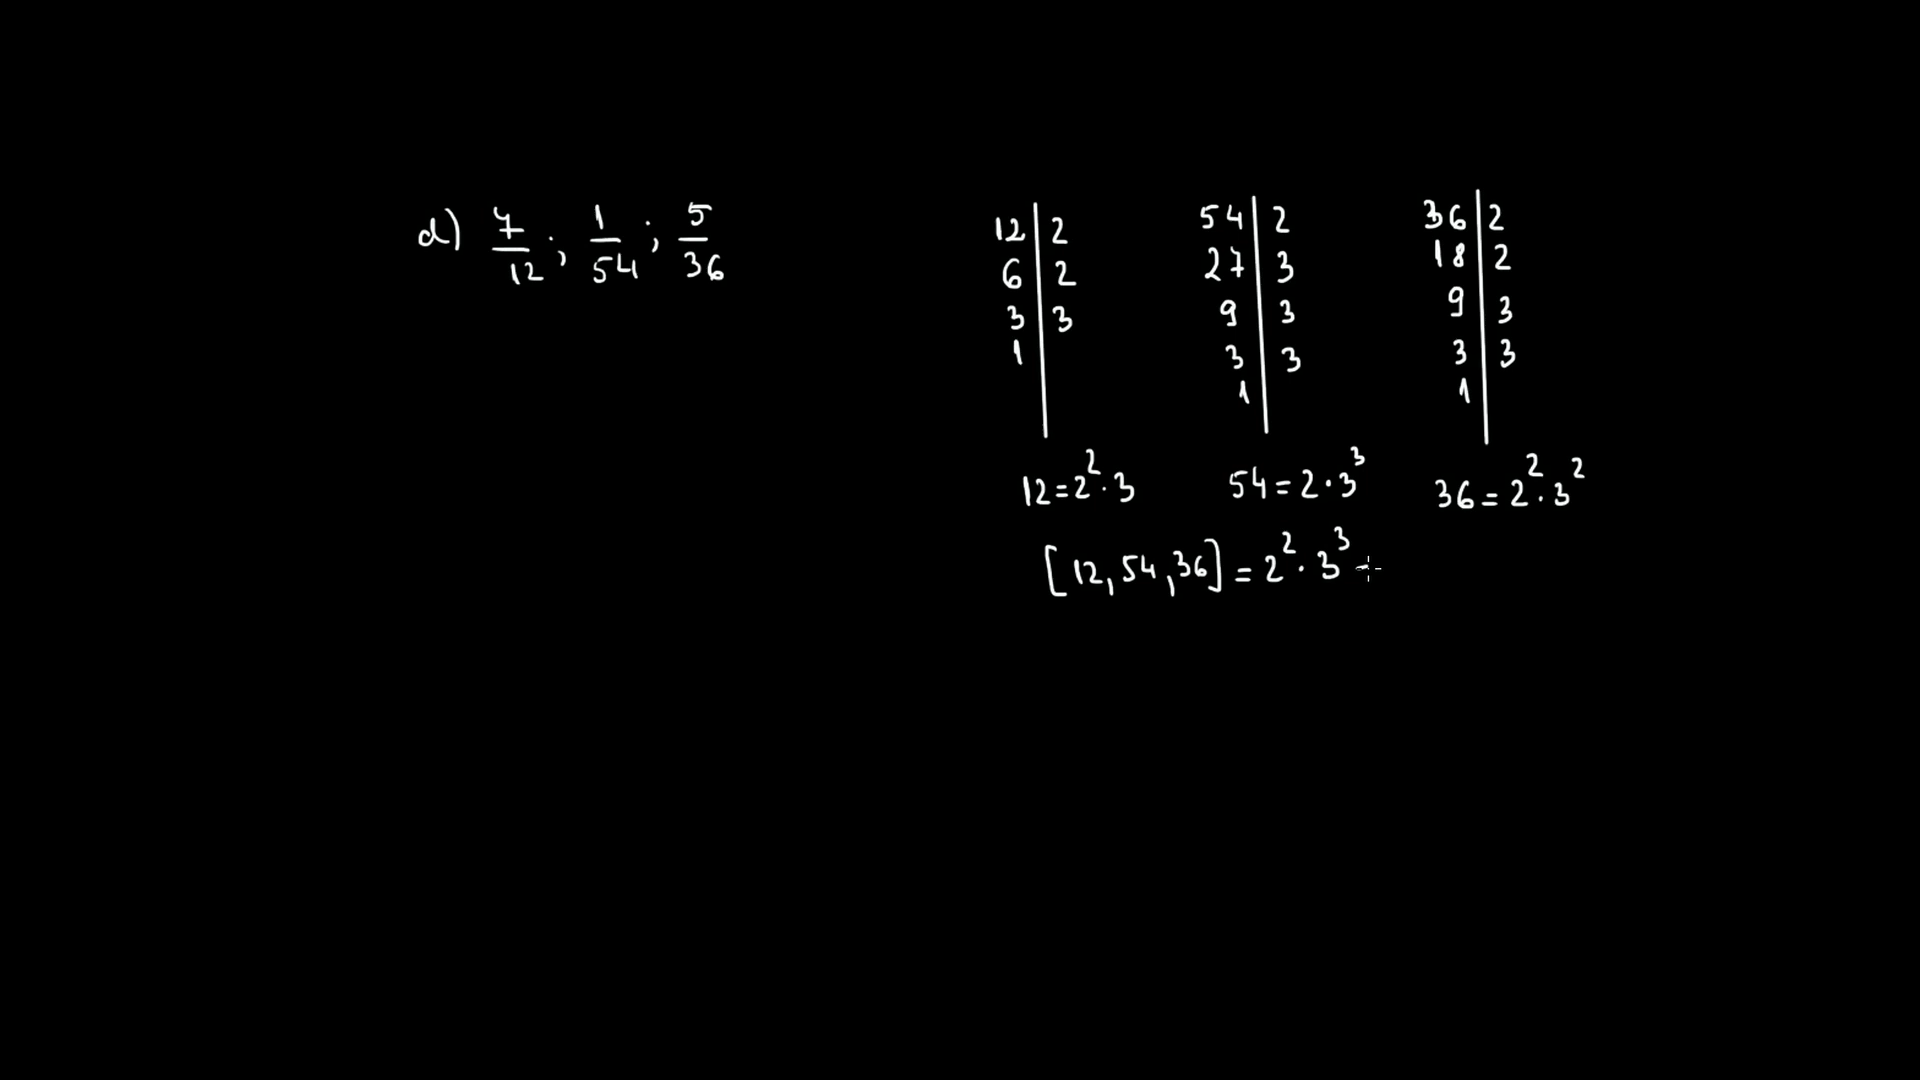 d) 7/12 ; 1/54 ; 5/36
12 | 2
6 | 2
3 | 3
1 |
54 | 2
27 | 3
9 | 3
3 | 3
1 |
36 | 2
18 | 2
9 | 3
3 | 3
1 |
12 = 2² · 3
54 = 2 · 3³
36 = 2² · 3²
[12, 54, 36] = 2² · 3³